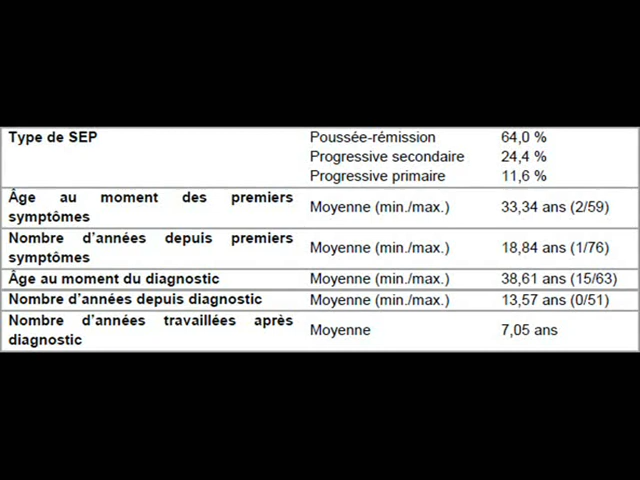 Type de SEP Poussée-rémission 64,0 %
Progressive secondaire 24,4 %
Progressive primaire 11,6 %
Âge au moment des premiers
symptômes Moyenne (min./max.) 33,34 ans (2/59)
Nombre d'années depuis premiers
symptômes Moyenne (min./max.) 18,84 ans (1/76)
Âge au moment du diagnostic Moyenne (min./max.) 38,61 ans (15/63)
Nombre d'années depuis diagnostic Moyenne (min./max.) 13,57 ans (0/51)
Nombre d'années travaillées après
diagnostic Moyenne 7,05 ans